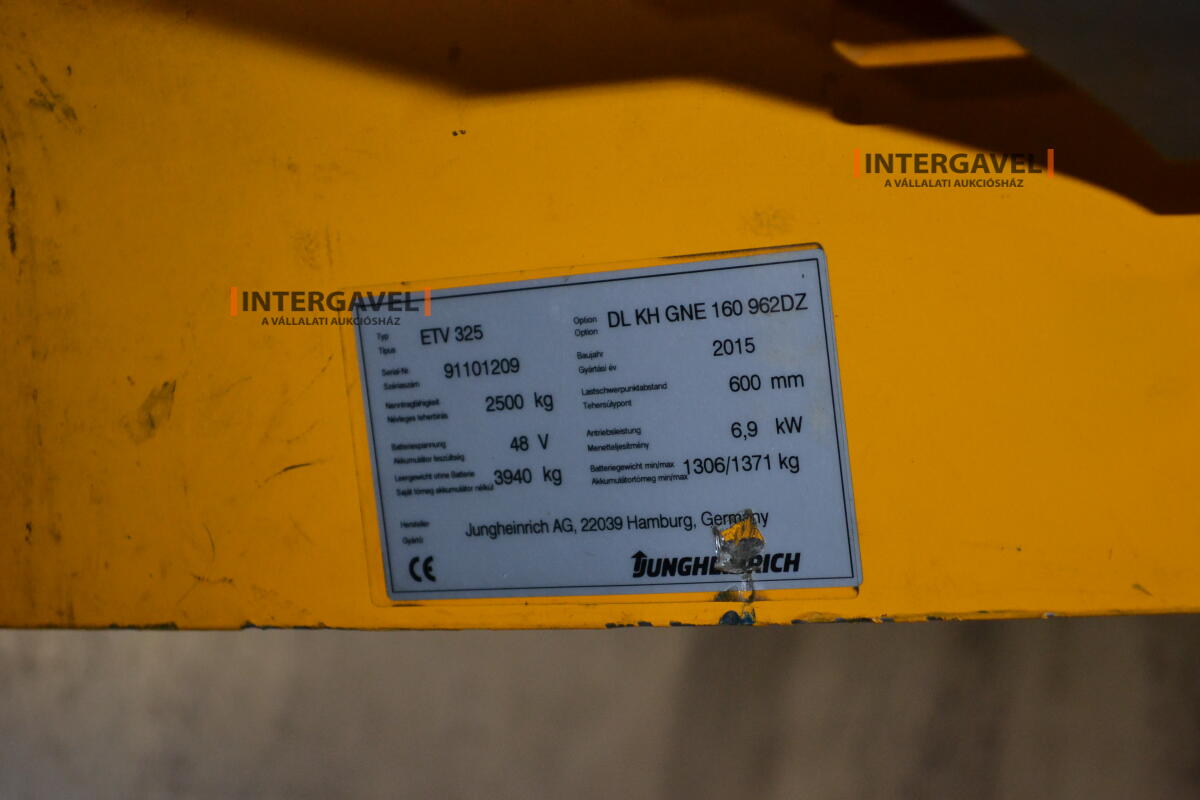 INTERGAVEL
A VÁLLALATI AUKCIÓSHÁZ
INTERGAVEL
A VÁLLALATI AUKCIÓSHÁZ
Typ
Típus
ETV 325
Option
Option
DL KH GNE 160 962DZ
Serial-Nr.
Szériaszám
91101209
Baujahr
Gyártási év
2015
Nenntragfähigkeit
Névleges teherbírás
2500 kg
Lastschwerpunktabstand
Tehersúlypont
600 mm
Batteriespannung
Akkumulátor feszültség
48 V
Antriebsleistung
Menetteljesítmény
6,9 kW
Leergewicht ohne Batterie
Saját tömeg akkumulátor nélkül
3940 kg
Batteriegewicht min/max
Akkumulátortömeg min/max
1306/1371 kg
Hersteller
Gyártó
Jungheinrich AG, 22039 Hamburg, Germany
CE
JUNGHEINRICH